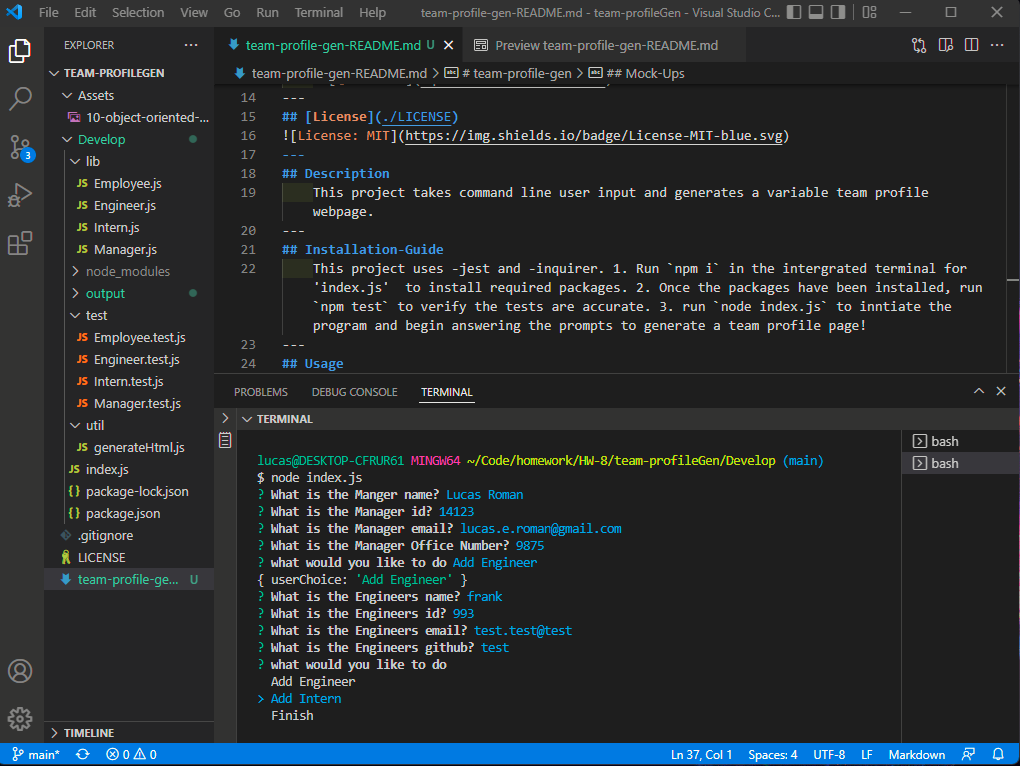 File Edit Selection View Go Run Terminal Help team-profile-gen-README.md - team-profileGen - Visual Studio C...
EXPLORER
TEAM-PROFILEGEN
Assets
10-object-oriented-...
Develop
lib
JS Employee.js
JS Engineer.js
JS Intern.js
JS Manager.js
node_modules
output
test
JS Employee.test.js
JS Engineer.test.js
JS Intern.test.js
JS Manager.test.js
util
JS generateHtml.js
JS index.js
{} package-lock.json
{} package.json
.gitignore
LICENSE
team-profile-ge... U
TIMELINE
3
team-profile-gen-README.md U
Preview team-profile-gen-README.md
team-profile-gen-README.md > # team-profile-gen > ## Mock-Ups
14 ---
15 ## [License](./LICENSE)
16 ![License: MIT](https://img.shields.io/badge/License-MIT-blue.svg)
17 ---
18 ## Description
19 This project takes command line user input and generates a variable team profile
webpage.
20 ---
21 ## Installation-Guide
22 This project uses -jest and -inquirer. 1. Run `npm i` in the intergrated terminal for
'index.js' to install required packages. 2. Once the packages have been installed, run
`npm test` to verify the tests are accurate. 3. run `node index.js` to inntiate the
program and begin answering the prompts to generate a team profile page!
23 ---
24 ## Usage
PROBLEMS DEBUG CONSOLE TERMINAL
TERMINAL
lucas@DESKTOP-CFRUR61 MINGW64 ~/Code/homework/HW-8/team-profileGen/Develop (main)
$ node index.js
? What is the Manger name? Lucas Roman
? What is the Manager id? 14123
? What is the Manager email? lucas.e.roman@gmail.com
? What is the Manager Office Number? 9875
? what would you like to do Add Engineer
{ userChoice: 'Add Engineer' }
? What is the Engineers name? frank
? What is the Engineers id? 993
? What is the Engineers email? test.test@test
? What is the Engineers github? test
? what would you like to do
Add Engineer
> Add Intern
Finish
bash
bash
main* 0 0 Ln 37, Col 1 Spaces: 4 UTF-8 LF Markdown